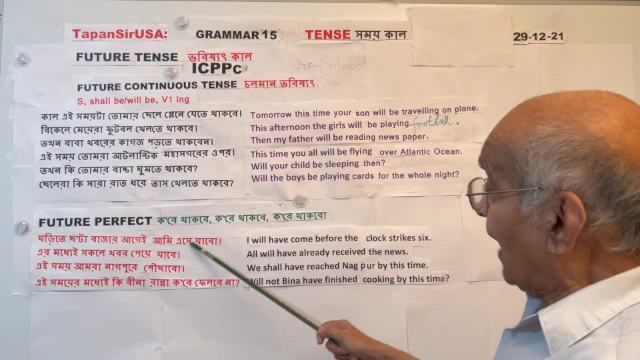 TapanSirUSA: GRAMMAR 15 TENSE সময় কাল
29-12-21
FUTURE TENSE ভবিষ্যৎ কাল
ICPPc
FUTURE CONTINUOUS TENSE চলমান ভবিষ্যৎ
S, shall be/will be, V1 ing
কাল এই সময়টা তোমার ছেলে প্লেনে যেতে থাকবে। Tomorrow this time your son will be travelling on plane.
বিকেলে মেয়েরা ফুটবল খেলতে থাকবে। This afternoon the girls will be playing. football.
তখন বাবা খবরের কাগজ পড়তে থাকবেন। Then my father will be reading news paper.
এই সময় তোমরা আটলান্টিক মহাসগরের এপর। This time you all will be flying over Atlantic Ocean.
তখন কি তোমার বাচ্চা ঘুমতে থাকবে? Will your child be sleeping then?
ছেলেরা কি সারা রাত ধরে তাস খেলতে থাকবে? Will the boys be playing cards for the whole night?
FUTURE PERFECT ক'রে থাকবে, ক'রে থাকবে, ক'রে থাকবো
ঘড়িতে ছ'টা বাজার আগেই আমি এসে যাবো। I will have come before the clock strikes six.
এর মধ্যেই সকলে খবর পেয়ে যাবে। All will have already received the news.
এই সময় আমরা নাগপুরে পৌছাবো। We shall have reached Nag pur by this time.
এই সময়ের মধ্যেই কি বীনা রান্না ক'রে ফেলবে না? Will not Bina have finished cooking by this time?